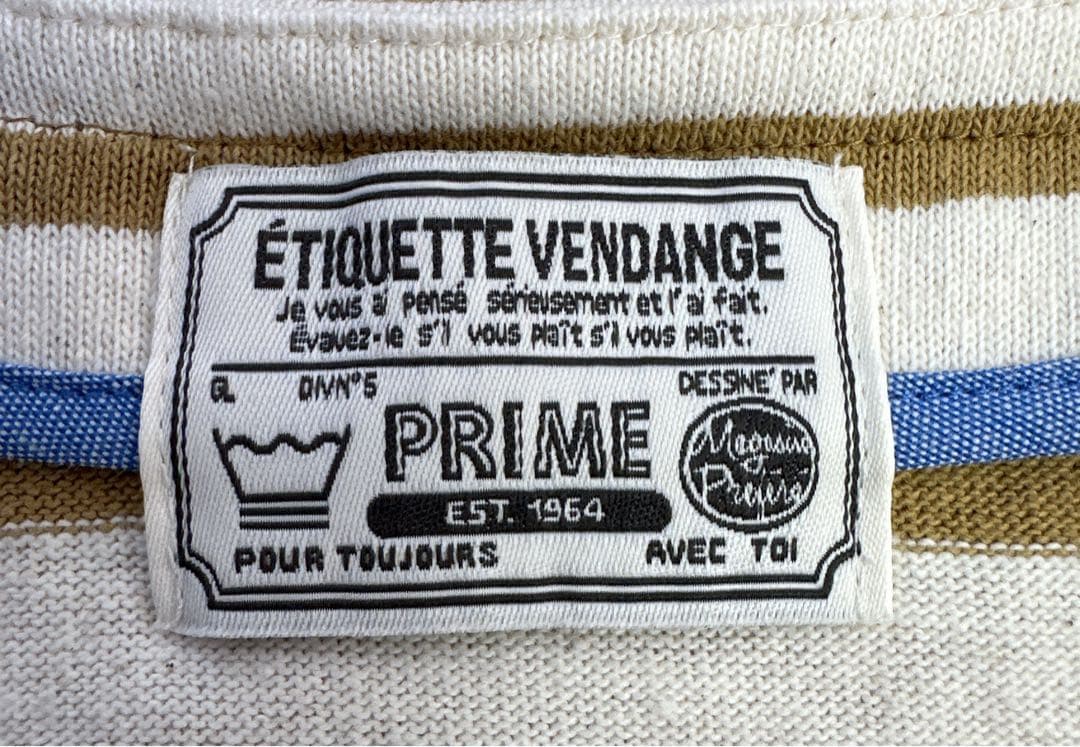 ÉTIQUETTE VENDANGE
Je vous ai pensé sérieusement et l'ai fait.
Évauez-le s'il vous plaît s'il vous plaît.
GL DIVN°5 DESSINE' PAR
PRIME
EST. 1964
POUR TOUJOURS AVEC TOI